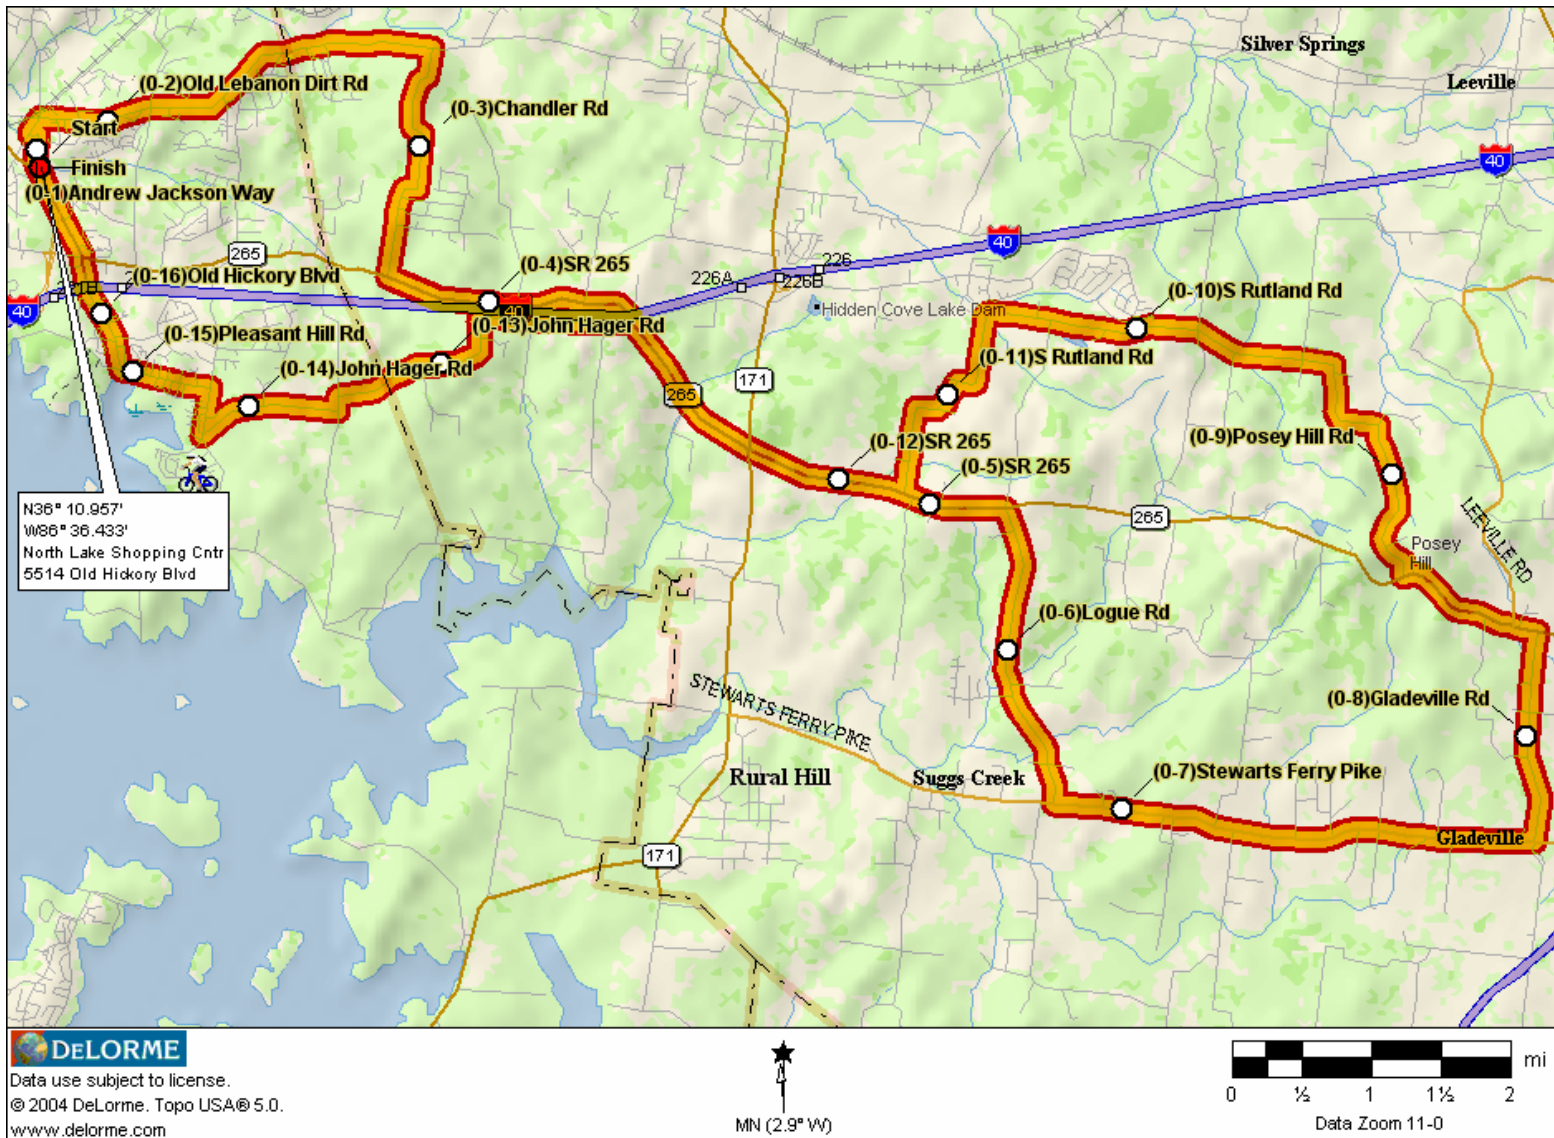 Silver Springs
Leeville
(0-2)Old Lebanon Dirt Rd
(0-3)Chandler Rd
Start
Finish
(0-1)Andrew Jackson Way
40
265
(0-4)SR 265
226
226A
226B
40
(0-16)Old Hickory Blvd
40
Hidden Cove Lake Dam
(0-10)S Rutland Rd
(0-13)John Hager Rd
(0-15)Pleasant Hill Rd
(0-11)S Rutland Rd
(0-14)John Hager Rd
171
265
(0-12)SR 265
(0-9)Posey Hill Rd
(0-5)SR 265
N36° 10.957'
W86° 36.433'
North Lake Shopping Cntr
5514 Old Hickory Blvd
265
LEEVILLE RD
Posey
Hill
(0-6)Logue Rd
STEWARTS FERRY PIKE
(0-8)Gladeville Rd
Rural Hill
Suggs Creek
(0-7)Stewarts Ferry Pike
Gladeville
171
DELORME
Data use subject to license.
© 2004 DeLorme. Topo USA® 5.0.
www.delorme.com
MN (2.9° W)
mi
0 ½ 1 1½ 2
Data Zoom 11-0